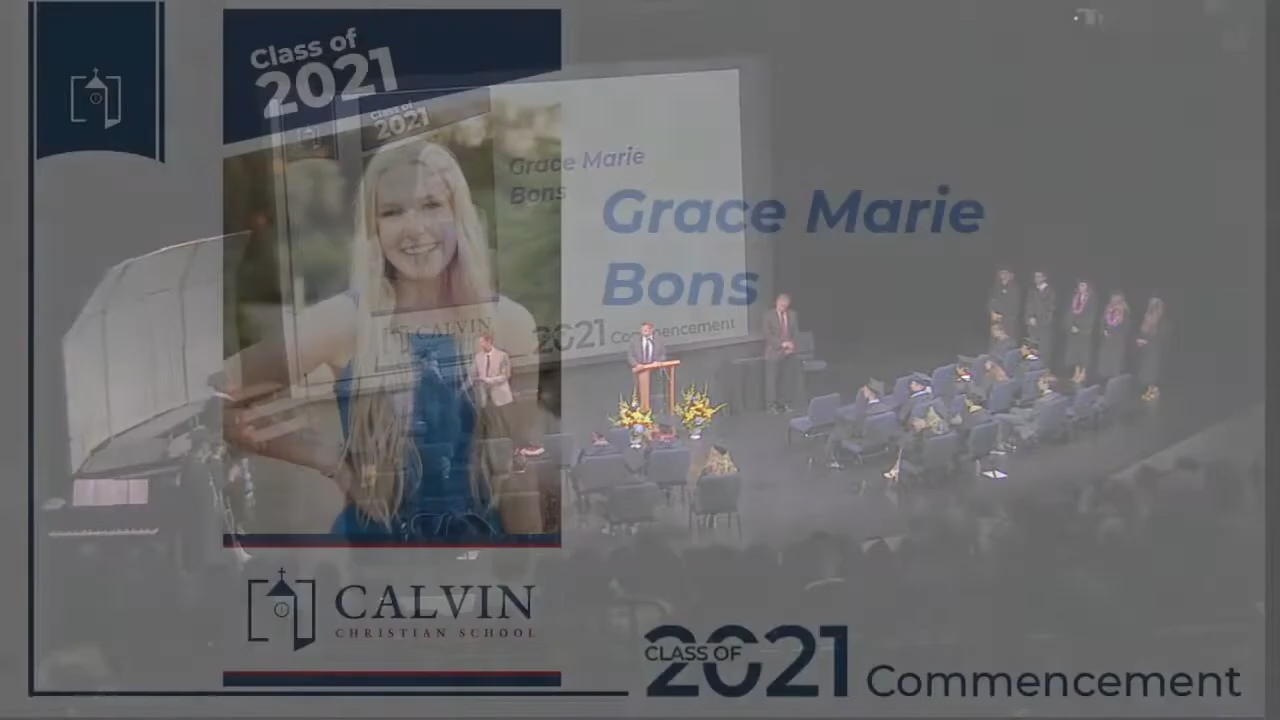 Class of
2021
CLASS OF
2021
Grace Marie
Bons
Grace Marie
Bons
CALVIN
2021 Commencement
CALVIN
CHRISTIAN SCHOOL
CLASS OF
2021 Commencement